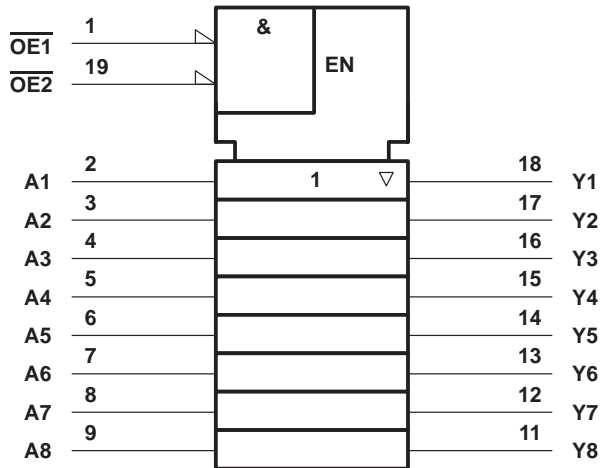 1 &
OE1
19 EN
OE2
2 18
A1 1 ▽ Y1
3 17
A2 Y2
4 16
A3 Y3
5 15
A4 Y4
6 14
A5 Y5
7 13
A6 Y6
8 12
A7 Y7
9 11
A8 Y8